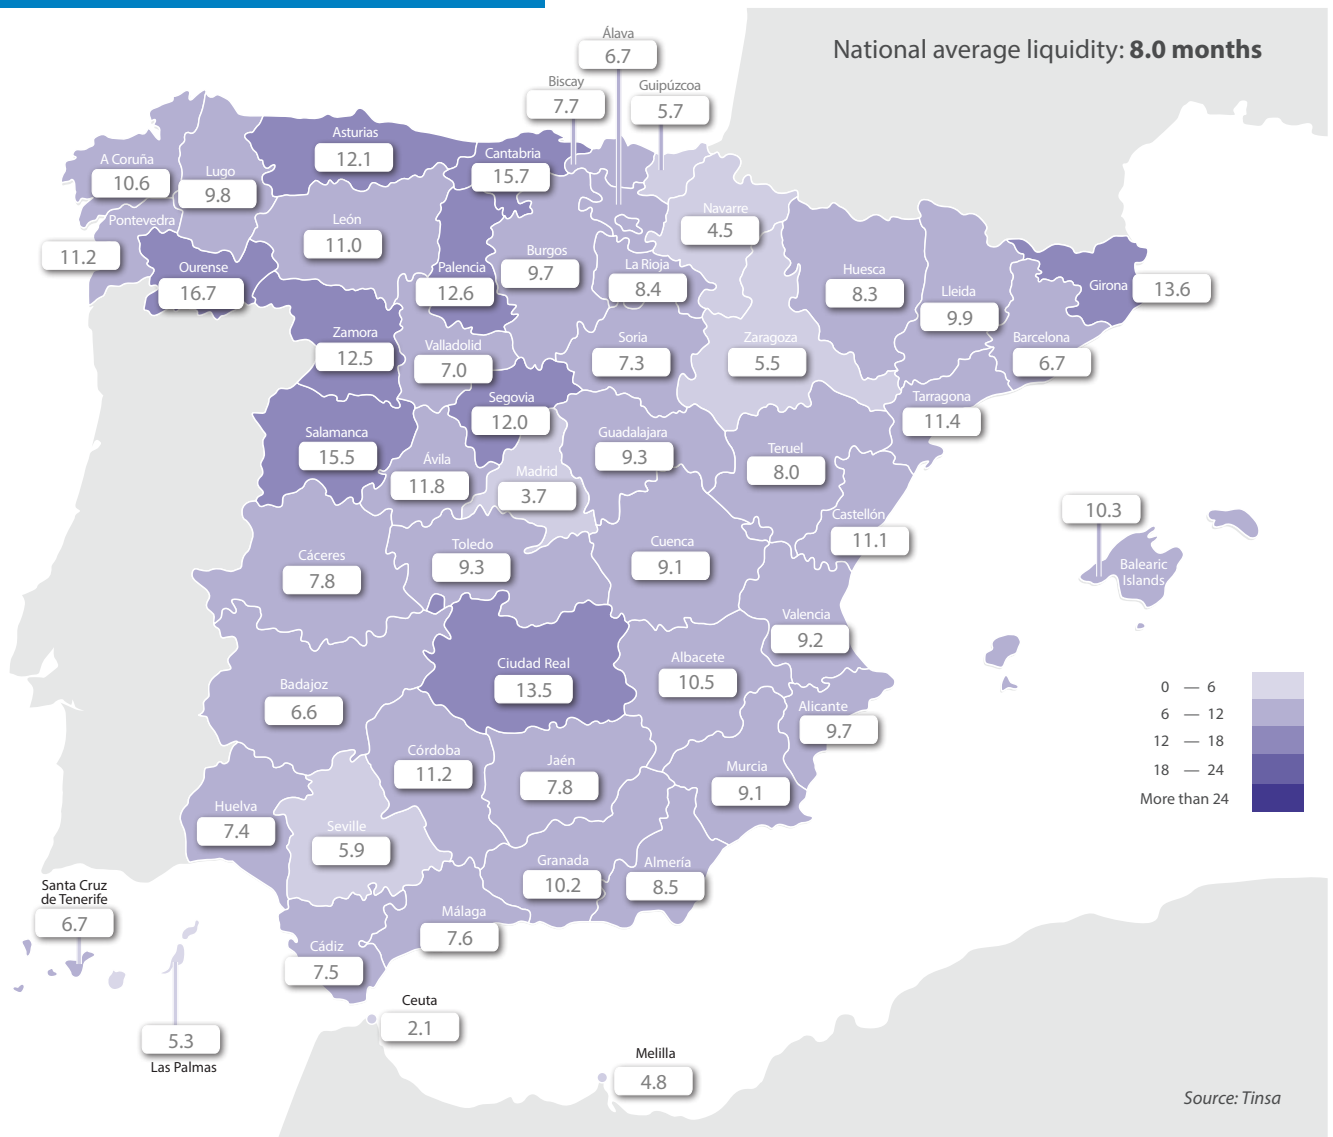 National average liquidity: 8.0 months
Álava
6.7
Biscay
7.7
Guipúzcoa
5.7
Asturias
12.1
Cantabria
15.7
A Coruña
10.6
Lugo
9.8
Pontevedra
11.2
Ourense
16.7
León
11.0
Palencia
12.6
Burgos
9.7
La Rioja
8.4
Navarre
4.5
Huesca
8.3
Lleida
9.9
Girona
13.6
Barcelona
6.7
Zamora
12.5
Valladolid
7.0
Soria
7.3
Zaragoza
5.5
Tarragona
11.4
Segovia
12.0
Salamanca
15.5
Ávila
11.8
Madrid
3.7
Guadalajara
9.3
Teruel
8.0
Castellón
11.1
10.3
Balearic
Islands
Cáceres
7.8
Toledo
9.3
Cuenca
9.1
Valencia
9.2
Badajoz
6.6
Ciudad Real
13.5
Albacete
10.5
Alicante
9.7
0 — 6
6 — 12
12 — 18
18 — 24
More than 24
Córdoba
11.2
Jaén
7.8
Murcia
9.1
Huelva
7.4
Seville
5.9
Granada
10.2
Almería
8.5
Santa Cruz
de Tenerife
6.7
Málaga
7.6
Cádiz
7.5
Ceuta
2.1
5.3
Las Palmas
Melilla
4.8
Source: Tinsa